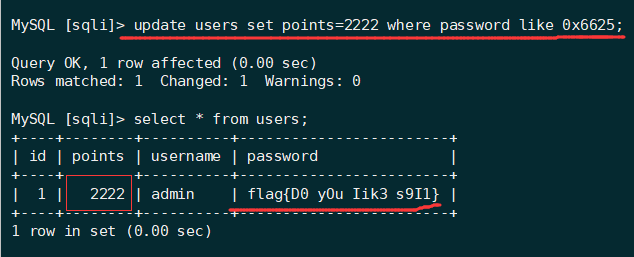 MySQL [sqli]> update users set points=2222 where password like 0x6625;
Query OK, 1 row affected (0.00 sec)
Rows matched: 1  Changed: 1  Warnings: 0
MySQL [sqli]> select * from users;
+----+--------+----------+------------------------+
| id | points | username | password               |
+----+--------+----------+------------------------+
|  1 |   2222 | admin    | flag{D0 yOu Iik3 s9I1} |
+----+--------+----------+------------------------+
1 row in set (0.00 sec)